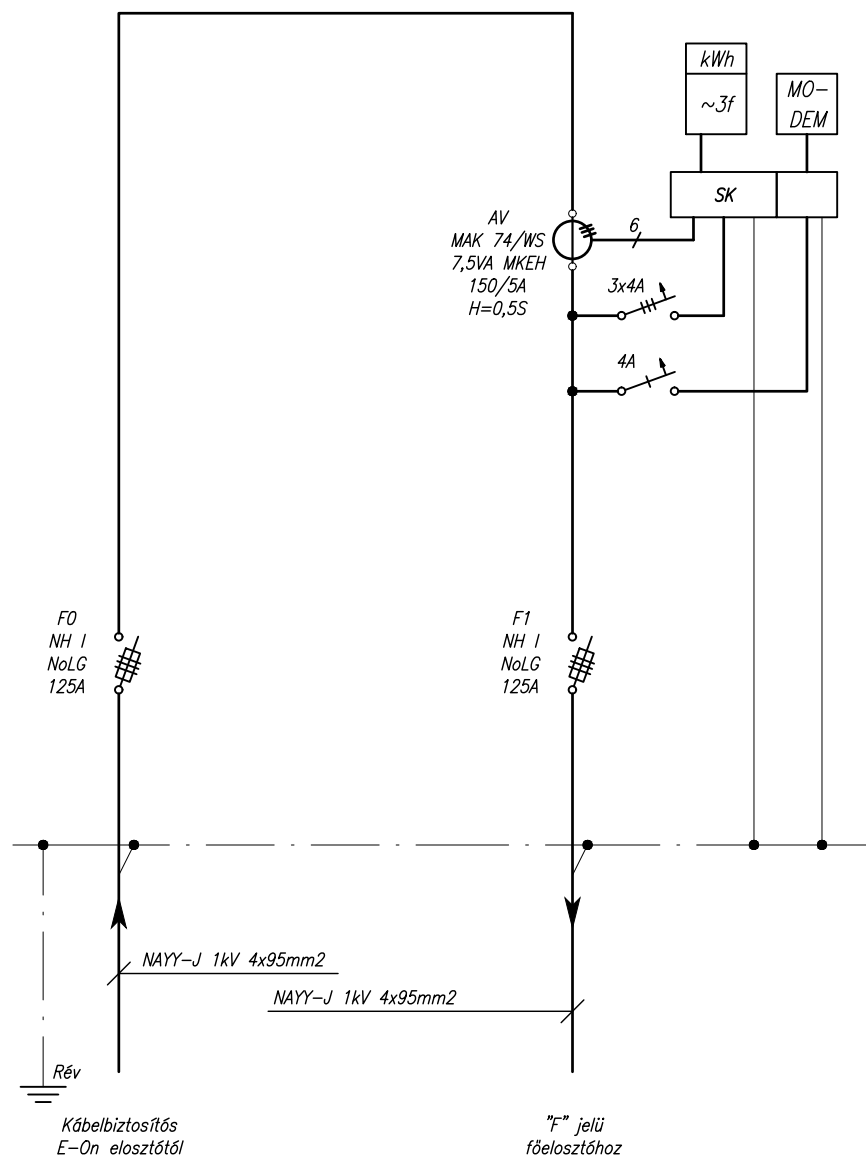 kWh
~3f
MO-
DEM
SK
AV
MAK 74/WS
7,5VA MKEH
150/5A
H=0,5S
6
3x4A
4A
F0
NH I
NoLG
125A
F1
NH I
NoLG
125A
NAYY-J 1kV 4x95mm2
NAYY-J 1kV 4x95mm2
Rév
Kábelbiztosítós
E-On elosztótól
"F" jelü
föelosztóhoz